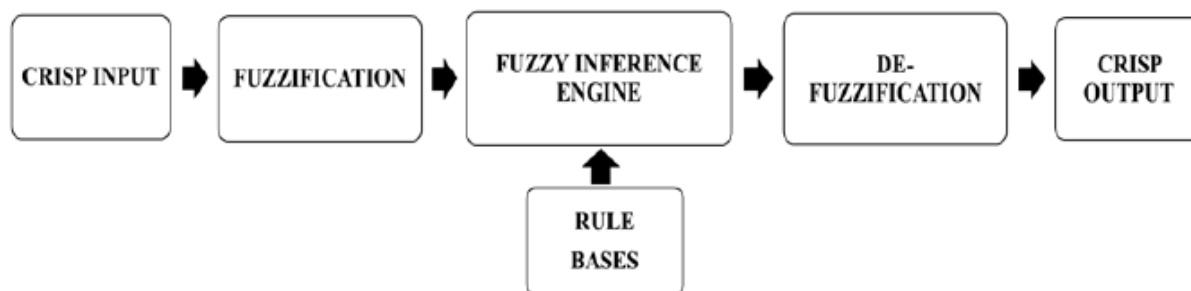 CRISP INPUT
FUZZIFICATION
FUZZY INFERENCE
ENGINE
DE-
FUZZIFICATION
CRISP
OUTPUT
RULE
BASES